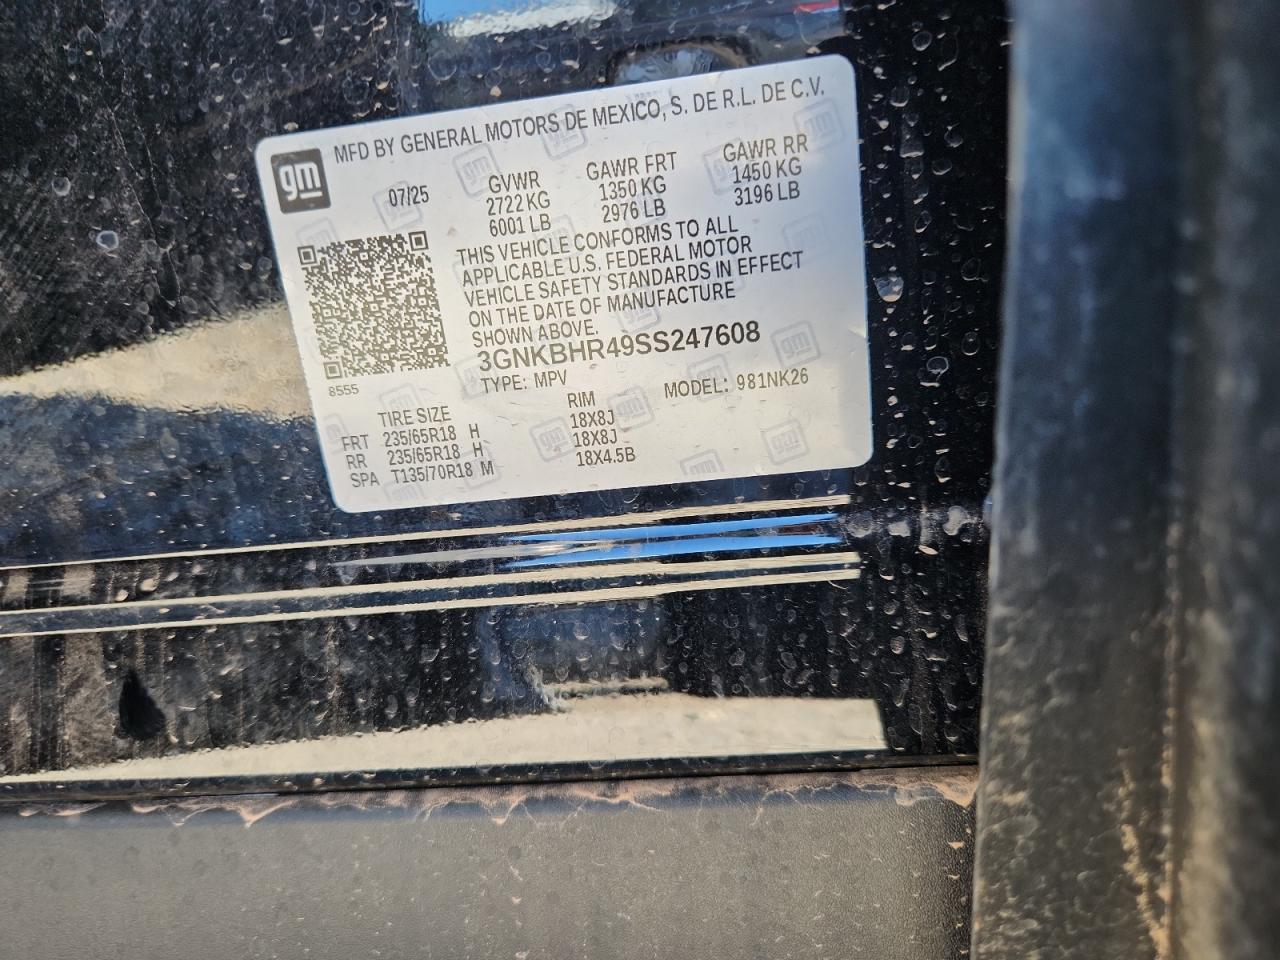 MFD BY GENERAL MOTORS DE MEXICO, S. DE R.L. DE C.V.
gm
07/25
GVWR
2722 KG
6001 LB
GAWR FRT
1350 KG
2976 LB
GAWR RR
1450 KG
3196 LB
THIS VEHICLE CONFORMS TO ALL
APPLICABLE U.S. FEDERAL MOTOR
VEHICLE SAFETY STANDARDS IN EFFECT
ON THE DATE OF MANUFACTURE
SHOWN ABOVE.
3GNKBHR49SS247608
8555
TYPE: MPV
MODEL: 981NK26
TIRE SIZE RIM
FRT 235/65R18 H 18X8J
RR 235/65R18 H 18X8J
SPA T135/70R18 M 18X4.5B